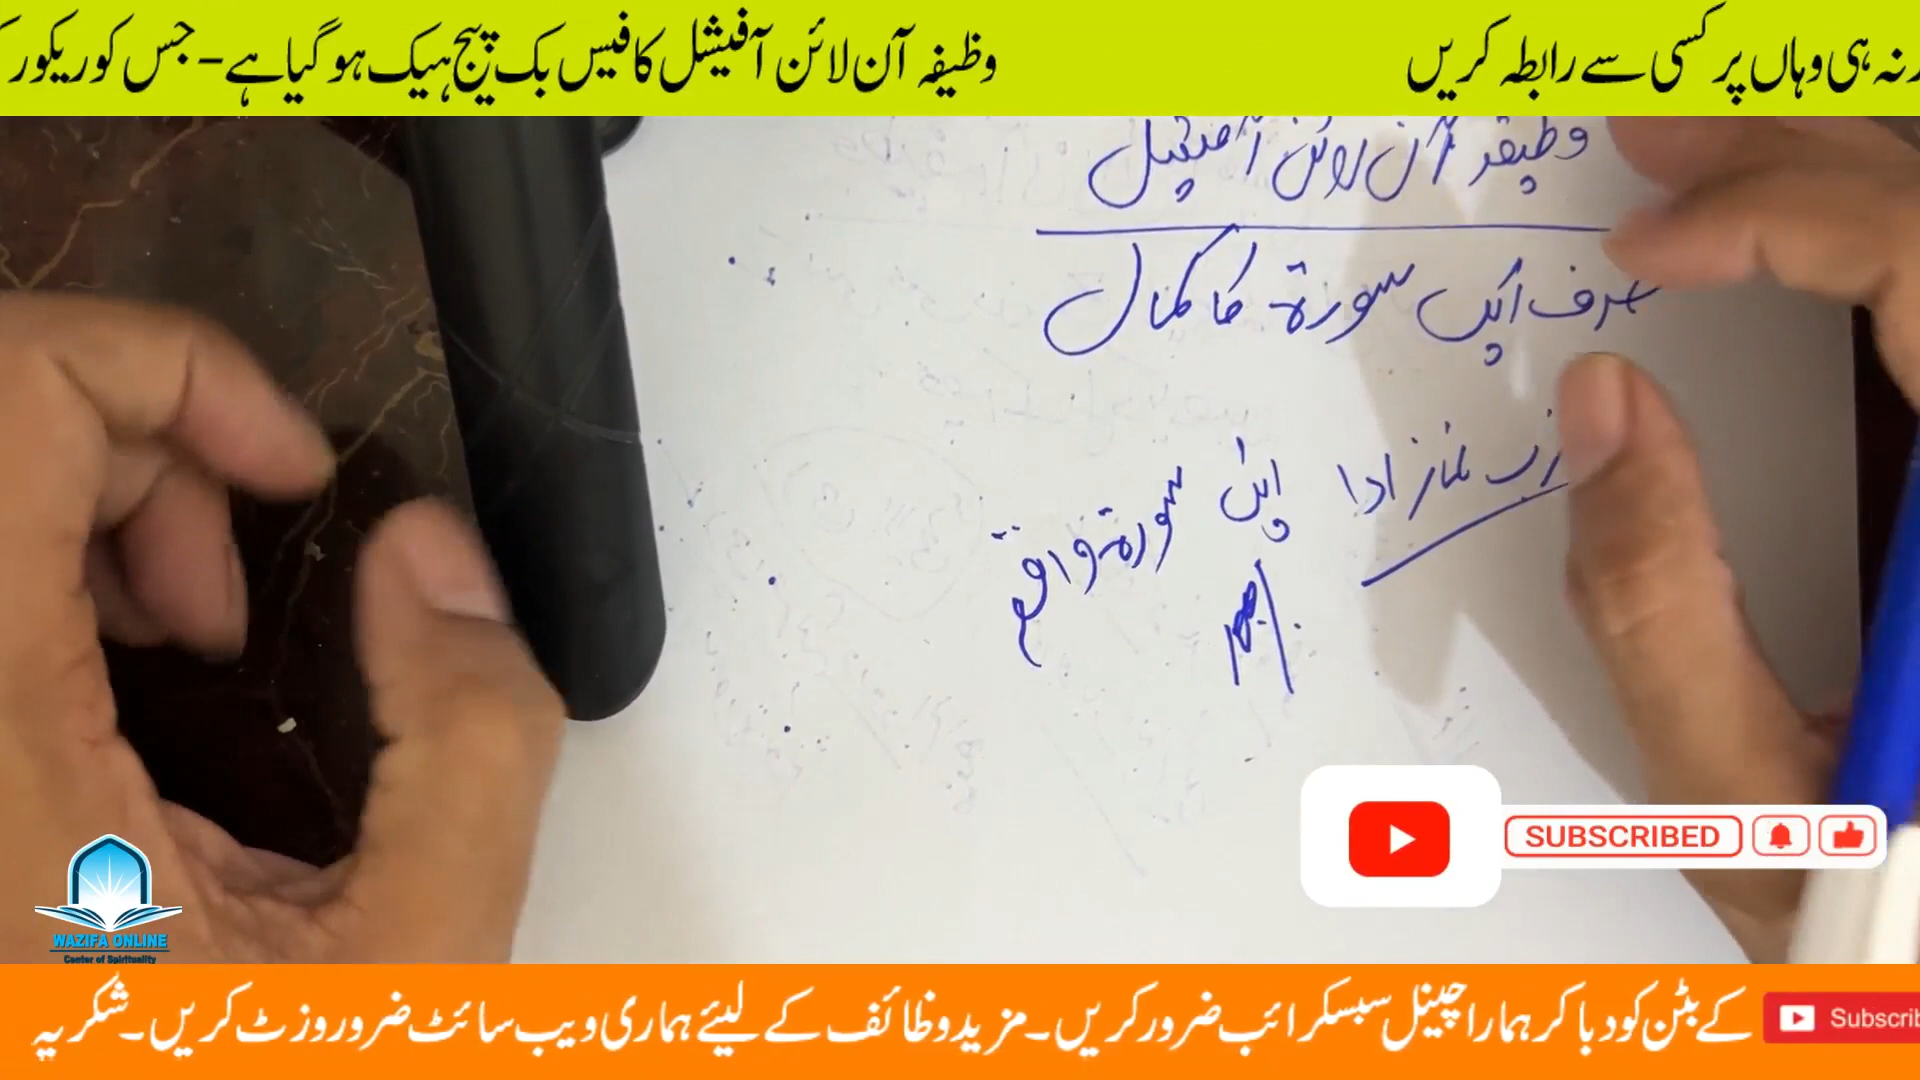 رنہ ہی وہاں پر کسی سے رابطہ کریں
وظیفہ آن لائن آفیشل کا فیس بک پیج ہیک ہو گیا ہے - جس کو ریکور
وظیفہ آن لائن آفیشل
صرف ایک سورۃ کا کمال
نماز ادا
ایک سورۃ واقع
SUBSCRIBED
WAZIFA ONLINE
Center of Spirituality
Subscrib
کے بٹن کو دبا کر ہمارا چینل سبسکرائب ضرور کریں۔ مزید وظائف کے لیئے ہماری ویب سائٹ ضرور وزٹ کریں۔ شکریہ